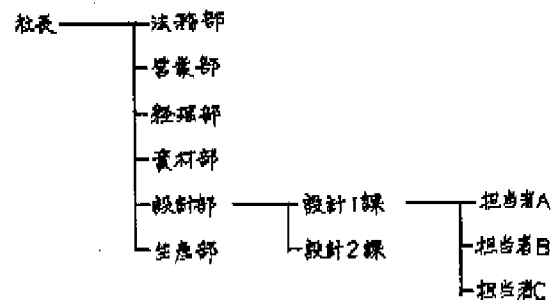 社長 法務部
営業部
経理部
資材部
設計部 設計1課 担当者A
設計2課 担当者B
生産部 担当者C